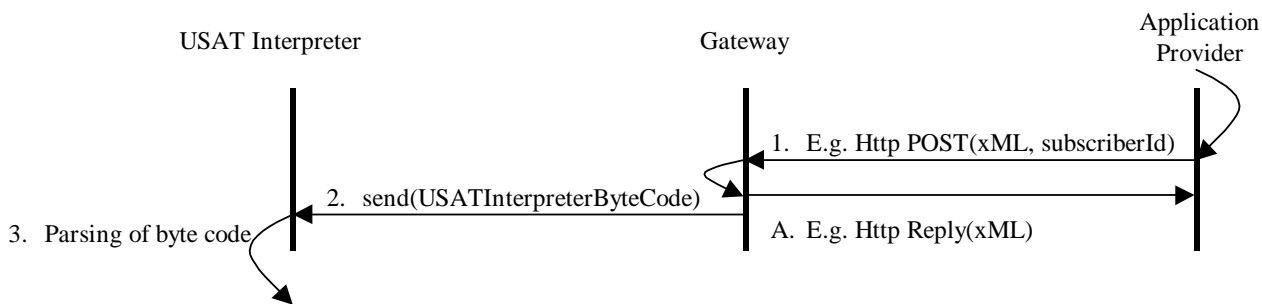 USAT Interpreter
Gateway
Application
Provider
1. E.g. Http POST(xML, subscriberId)
2. send(USATInterpreterByteCode)
3. Parsing of byte code
A. E.g. Http Reply(xML)